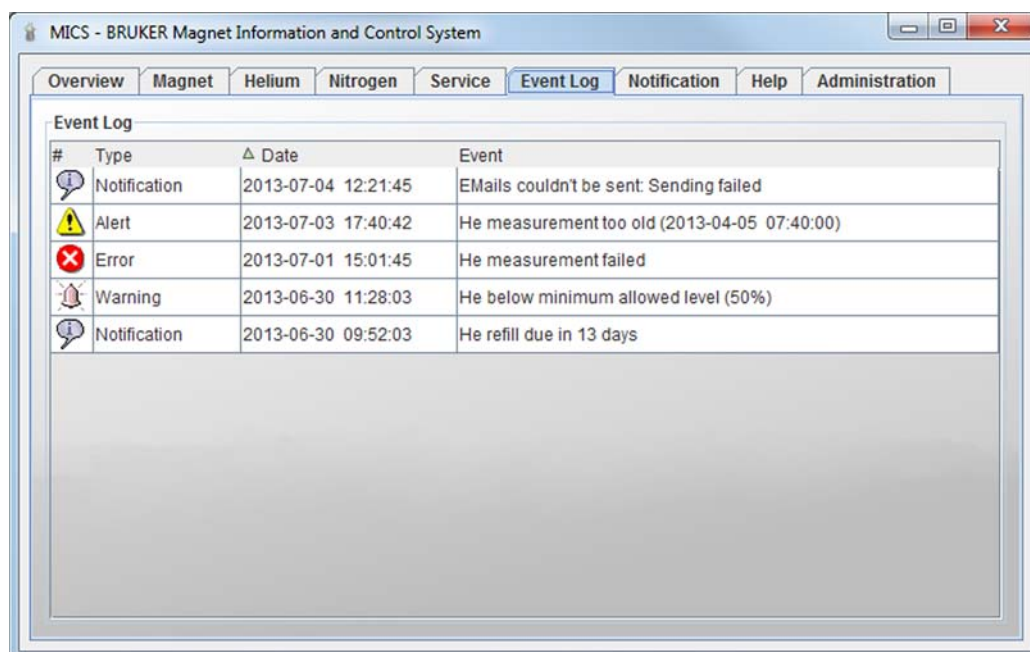 MICS - BRUKER Magnet Information and Control System
Overview Magnet Helium Nitrogen Service Event Log Notification Help Administration
Event Log
# Type Date Event
Notification 2013-07-04 12:21:45 EMails couldn't be sent: Sending failed
Alert 2013-07-03 17:40:42 He measurement too old (2013-04-05 07:40:00)
Error 2013-07-01 15:01:45 He measurement failed
Warning 2013-06-30 11:28:03 He below minimum allowed level (50%)
Notification 2013-06-30 09:52:03 He refill due in 13 days